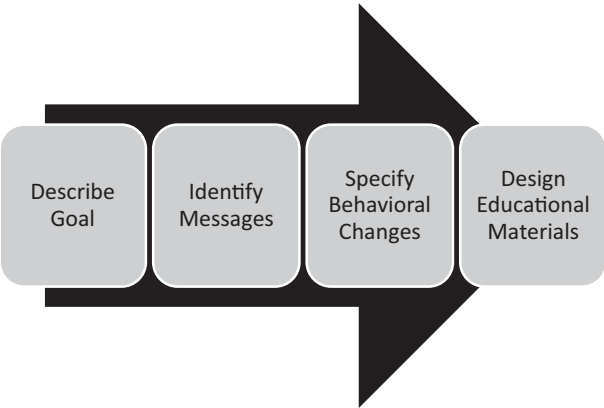 Describe
Goal
Identify
Messages
Specify
Behavioral
Changes
Design
Educational
Materials